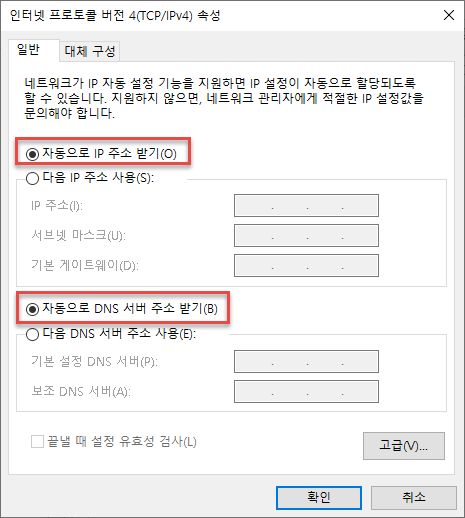 인터넷 프로토콜 버전 4(TCP/IPv4) 속성
일반
대체 구성
네트워크가 IP 자동 설정 기능을 지원하면 IP 설정이 자동으로 할당되도록
할 수 있습니다. 지원하지 않으면, 네트워크 관리자에게 적절한 IP 설정값을
문의해야 합니다.
자동으로 IP 주소 받기(O)
다음 IP 주소 사용(S):
IP 주소(I):
서브넷 마스크(U):
기본 게이트웨이(D):
자동으로 DNS 서버 주소 받기(B)
다음 DNS 서버 주소 사용(E):
기본 설정 DNS 서버(P):
보조 DNS 서버(A):
끝낼 때 설정 유효성 검사(L)
고급(V)...
확인
취소